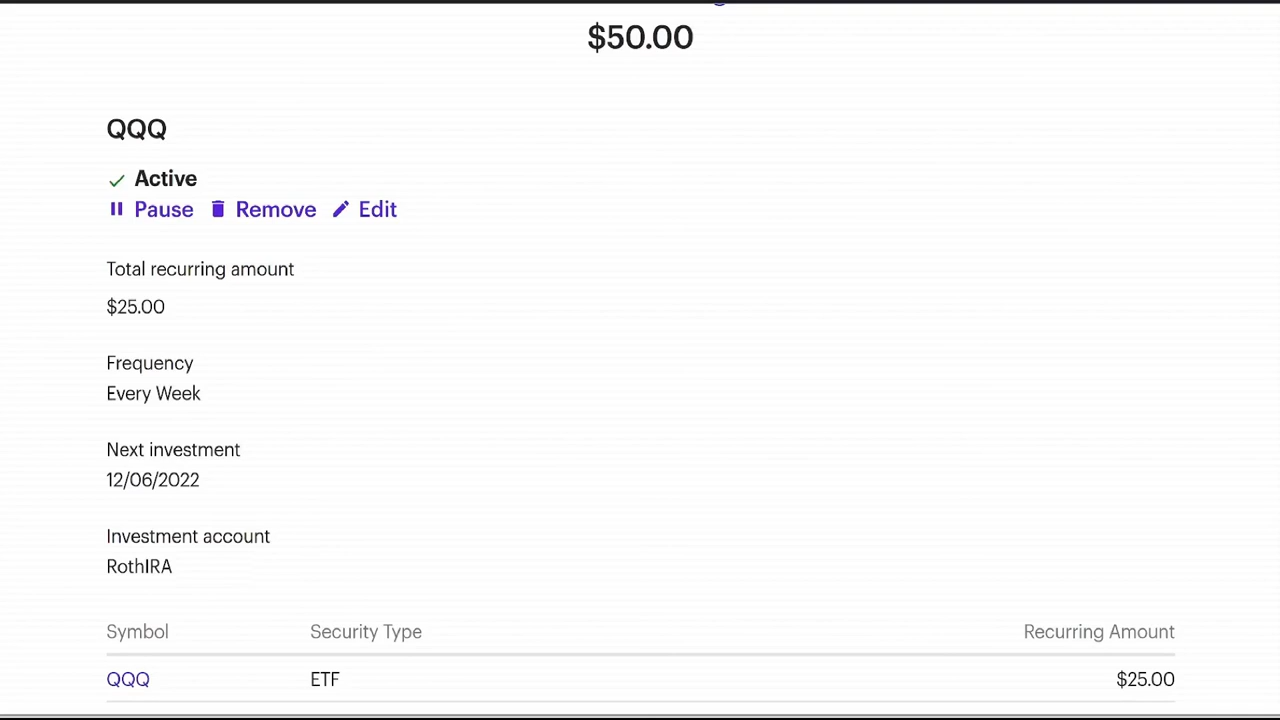 $50.00
QQQ
Active
Pause Remove Edit
Total recurring amount
$25.00
Frequency
Every Week
Next investment
12/06/2022
Investment account
RothIRA
Symbol Security Type Recurring Amount
QQQ ETF $25.00